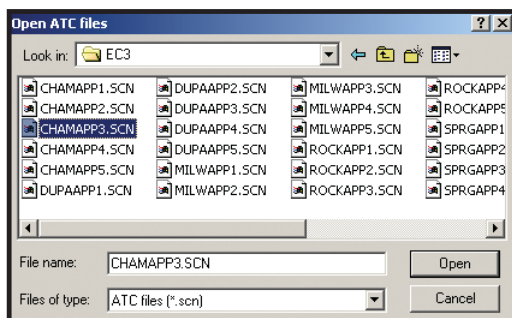 Open ATC files
Look in: EC3
CHAMAPP1.SCN DUPAAPP2.SCN MILWAPP3.SCN ROCKAPP4
CHAMAPP2.SCN DUPAAPP3.SCN MILWAPP4.SCN ROCKAPP5
CHAMAPP3.SCN DUPAAPP4.SCN MILWAPP5.SCN SPRGAPP1
CHAMAPP4.SCN DUPAAPP5.SCN ROCKAPP1.SCN SPRGAPP2
CHAMAPP5.SCN MILWAPP1.SCN ROCKAPP2.SCN SPRGAPP3
DUPAAPP1.SCN MILWAPP2.SCN ROCKAPP3.SCN SPRGAPP4
File name: CHAMAPP3.SCN Open
Files of type: ATC files (*.scn) Cancel